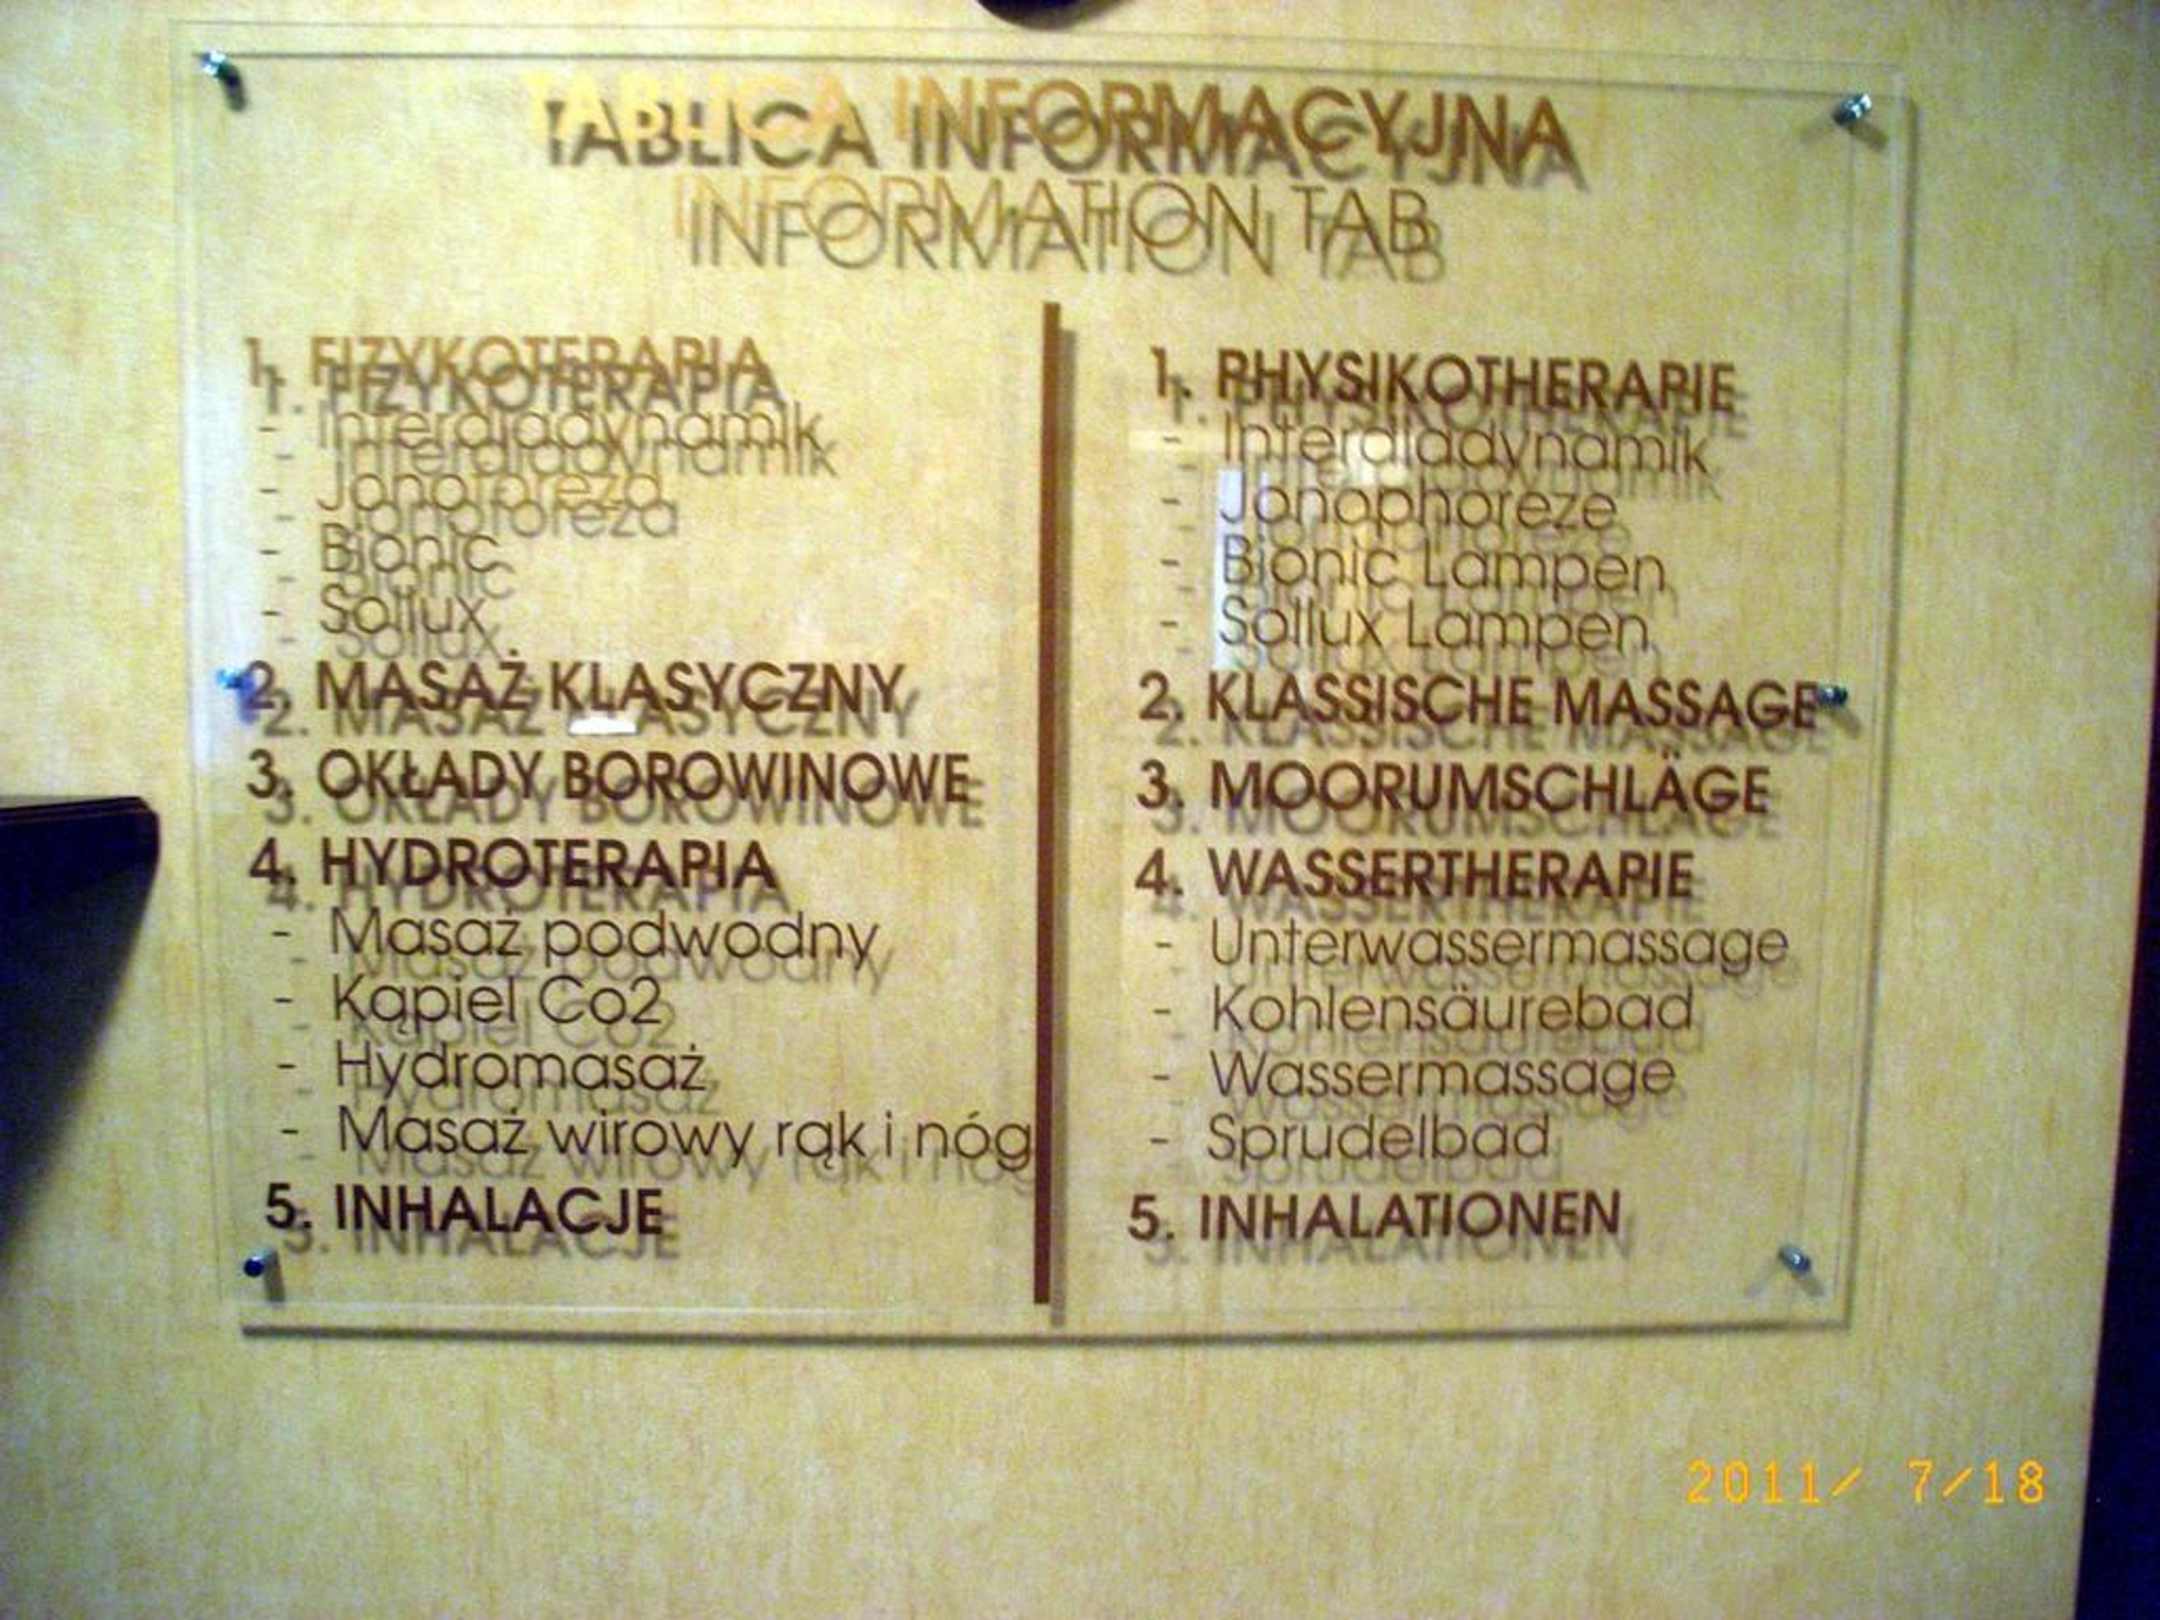 TABLICA INFORMACYJNA
INFORMATION TAB
1. FIZYKOTERAPIA
- Interdiadynamik
- Jonoforeza
- Bionic
- Sollux
2. MASAŻ KLASYCZNY
3. OKŁADY BOROWINOWE
4. HYDROTERAPIA
- Masaż podwodny
- Kąpiel Co2
- Hydromasaż
- Masaż wirowy rąk i nóg
5. INHALACJE
1. PHYSIKOTHERAPIE
- Interdiadynamik
- Jonophoreze
- Bionic Lampen
- Sollux Lampen
2. KLASSISCHE MASSAGE
3. MOORUMSCHLÄGE
4. WASSERTHERAPIE
- Unterwassermassage
- Kohlensäurebad
- Wassermassage
- Sprudelbad
5. INHALATIONEN
2011/ 7/18